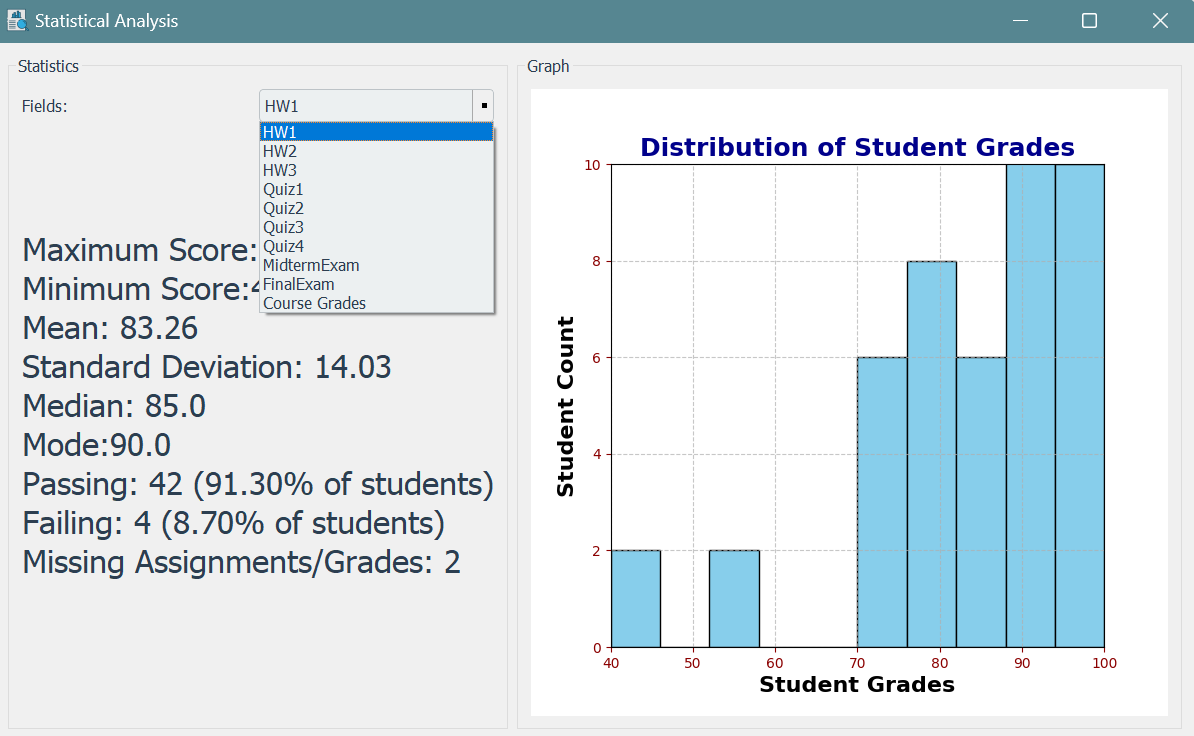 Statistical Analysis
Statistics
Fields:
HW1
HW1
HW2
HW3
Quiz1
Quiz2
Quiz3
Quiz4
MidtermExam
FinalExam
Course Grades
Maximum Score:
Minimum Score:
Mean: 83.26
Standard Deviation: 14.03
Median: 85.0
Mode:90.0
Passing: 42 (91.30% of students)
Failing: 4 (8.70% of students)
Missing Assignments/Grades: 2
Graph
Distribution of Student Grades
10
8
6
4
2
0
Student Count
40 50 60 70 80 90 100
Student Grades